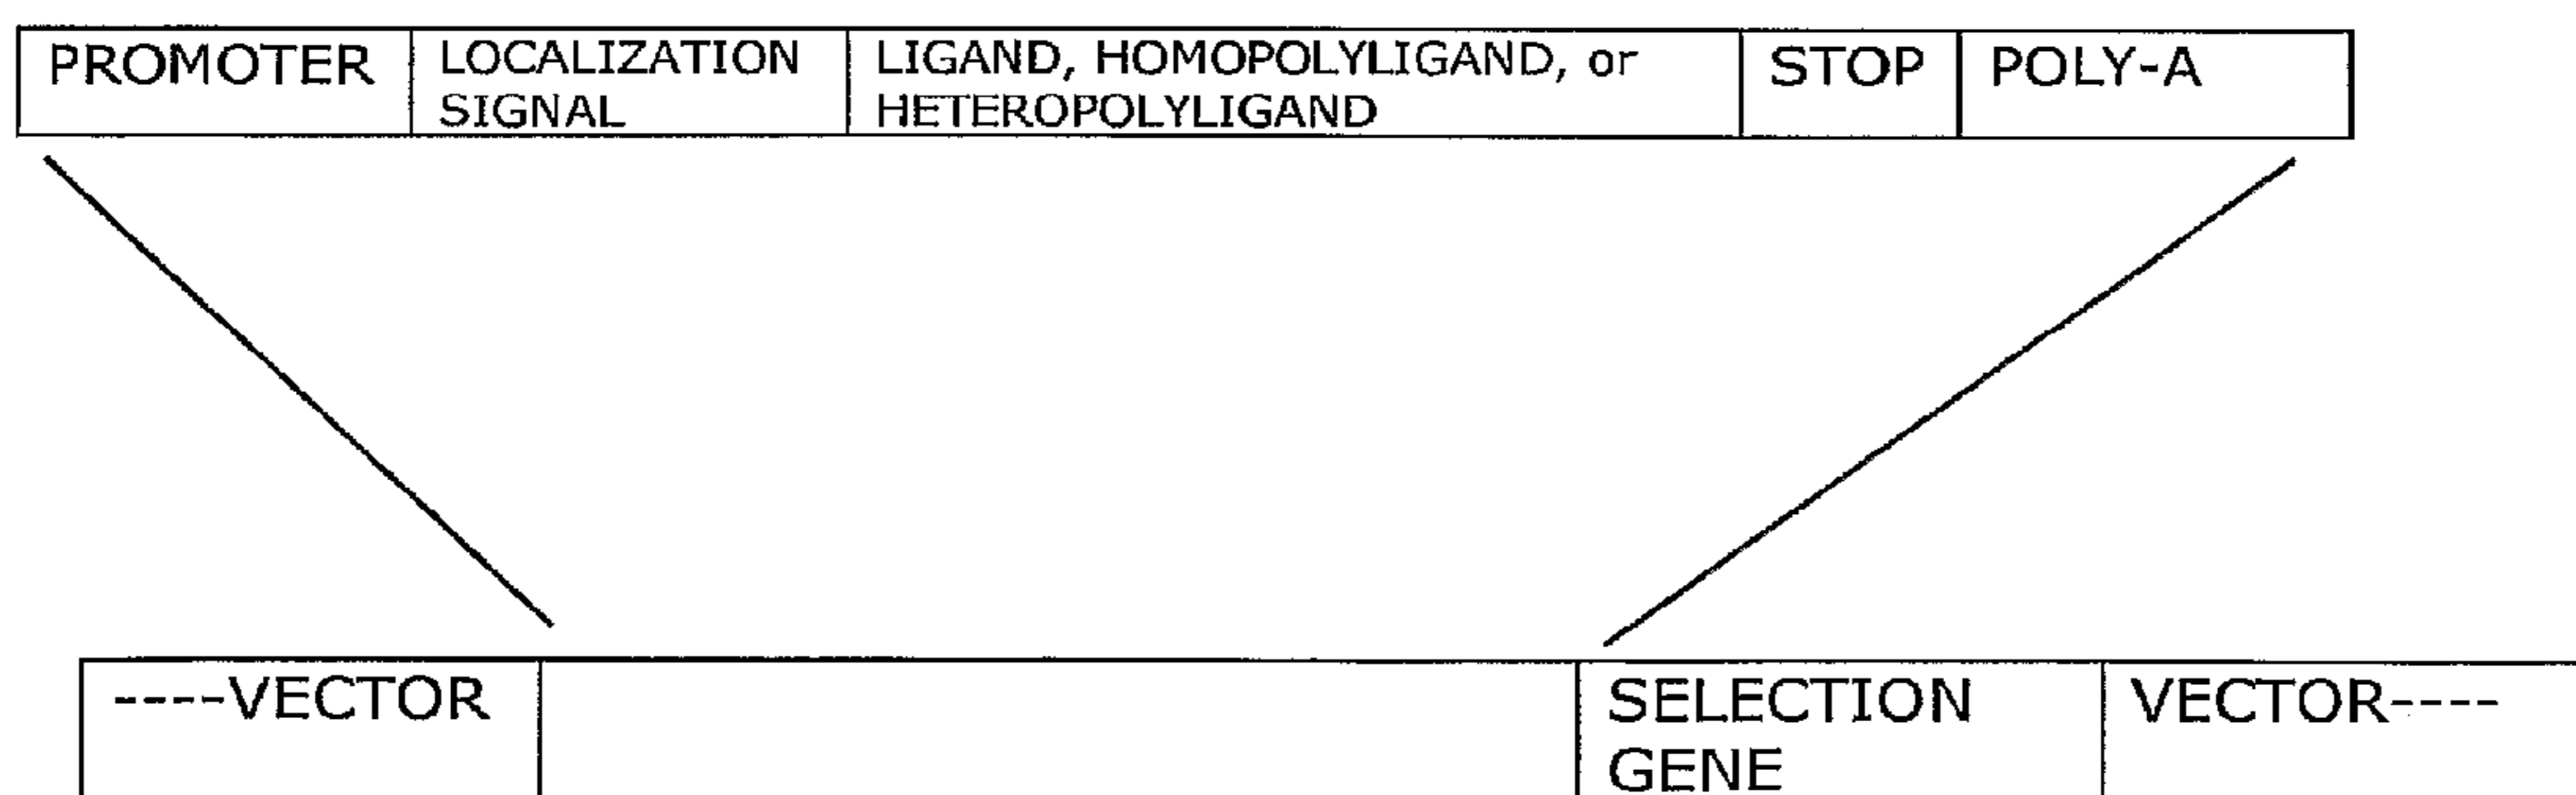 PROMOTER
LOCALIZATION
SIGNAL
LIGAND, HOMOPOLYLIGAND, or
HETEROPOLYLIGAND
STOP
POLY-A
----VECTOR
SELECTION
GENE
VECTOR----